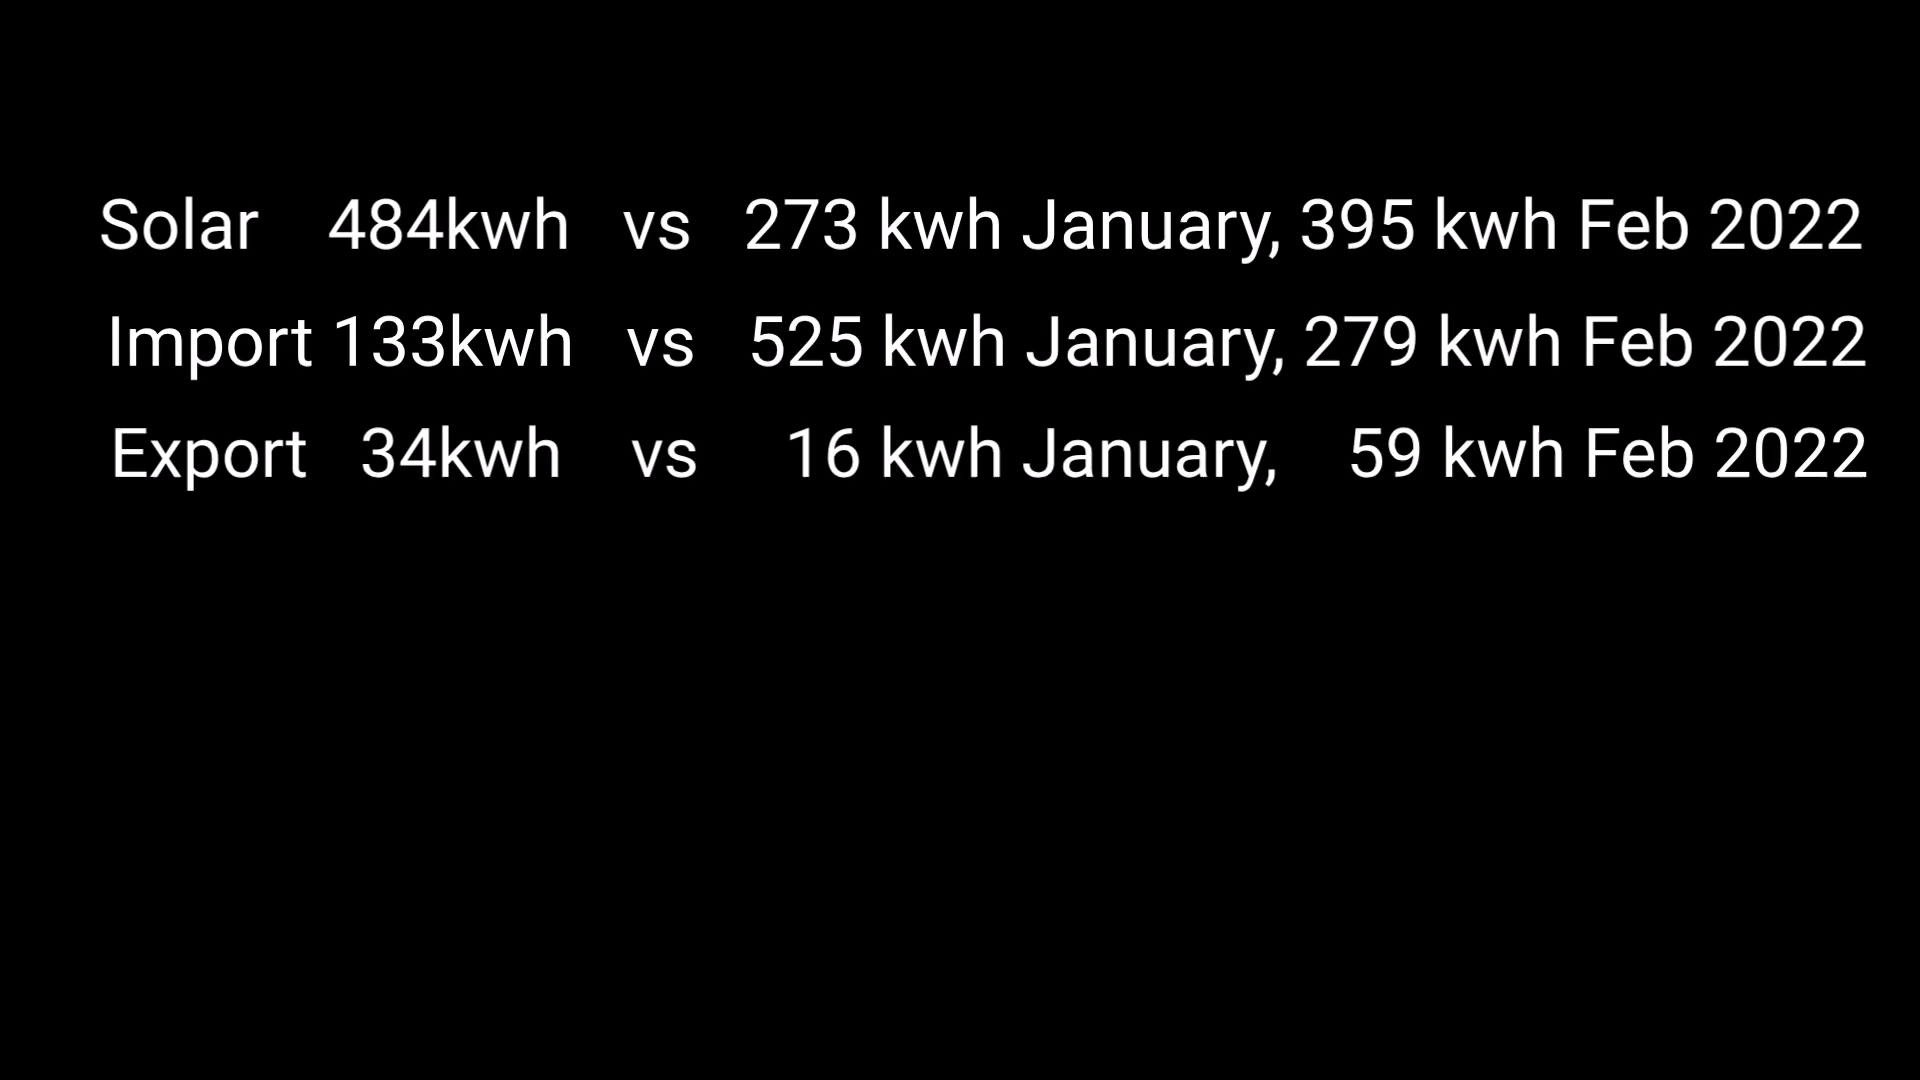 Solar 484kwh vs 273 kwh January, 395 kwh Feb 2022
Import 133kwh vs 525 kwh January, 279 kwh Feb 2022
Export 34kwh vs 16 kwh January, 59 kwh Feb 2022